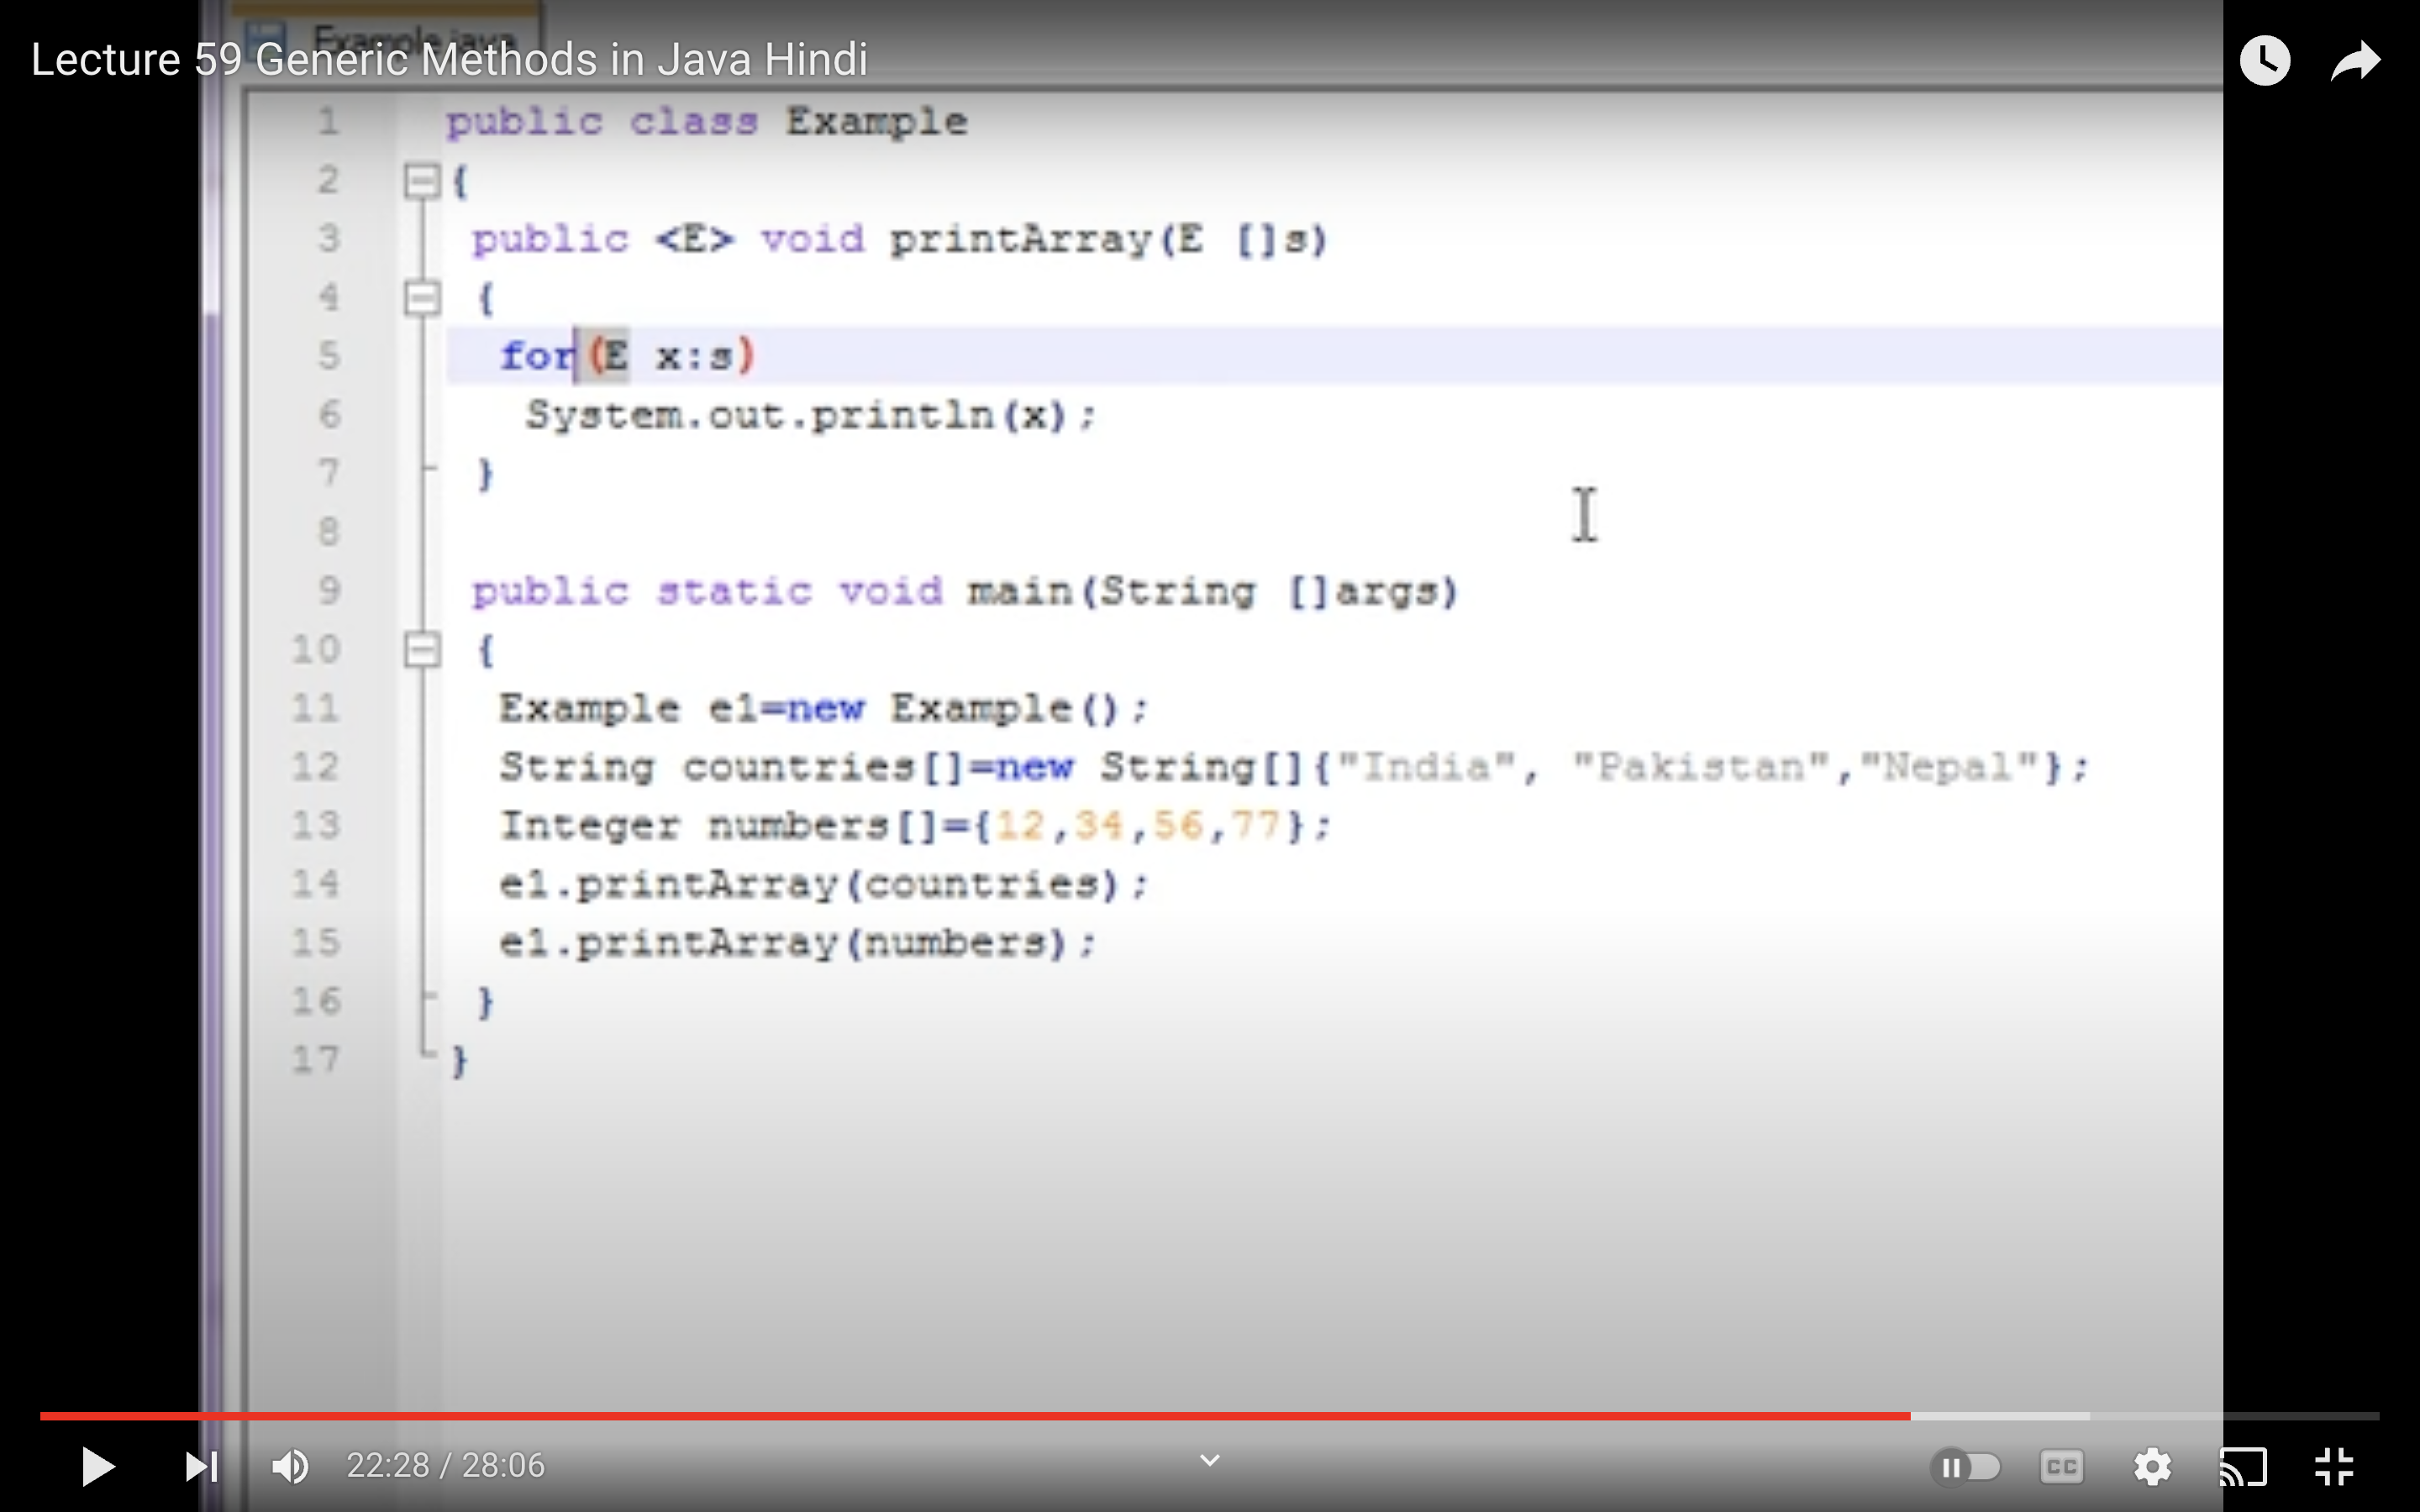 Example.java
Lecture 59 Generic Methods in Java Hindi
1 public class Example
2 {
3 public <E> void printArray(E []s)
4 {
5 for (E x:s)
6 System.out.println(x);
7 }
8
9 public static void main(String []args)
10 {
11 Example e1=new Example();
12 String countries[]=new String[]{"India", "Pakistan","Nepal"};
13 Integer numbers[]={12,34,56,77};
14 e1.printArray(countries);
15 e1.printArray(numbers);
16 }
17 }
22:28 / 28:06
CC